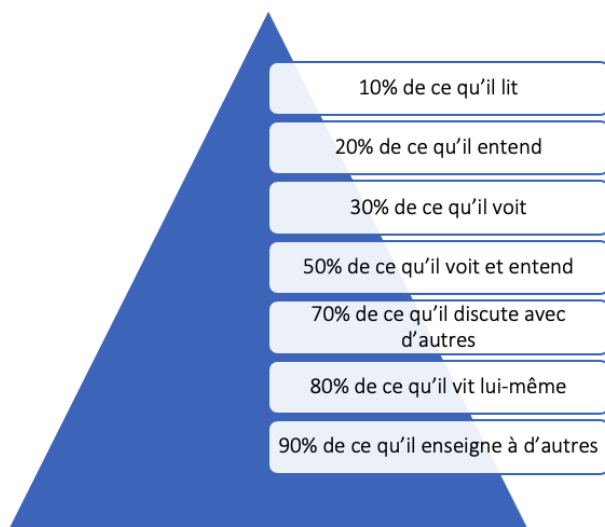 10% de ce qu’il lit
20% de ce qu’il entend
30% de ce qu’il voit
50% de ce qu’il voit et entend
70% de ce qu’il discute avec
d’autres
80% de ce qu’il vit lui-même
90% de ce qu’il enseigne à d’autres